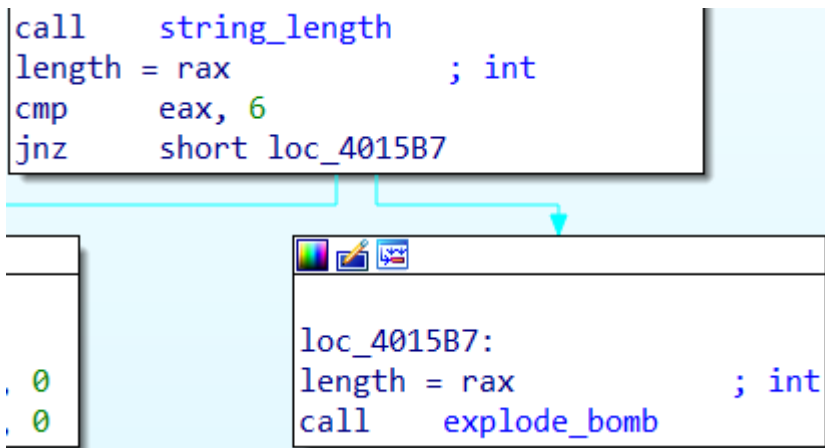 call string_length
length = rax ; int
cmp eax, 6
jnz short loc_4015B7
, 0
, 0
loc_4015B7:
length = rax ; int
call explode_bomb